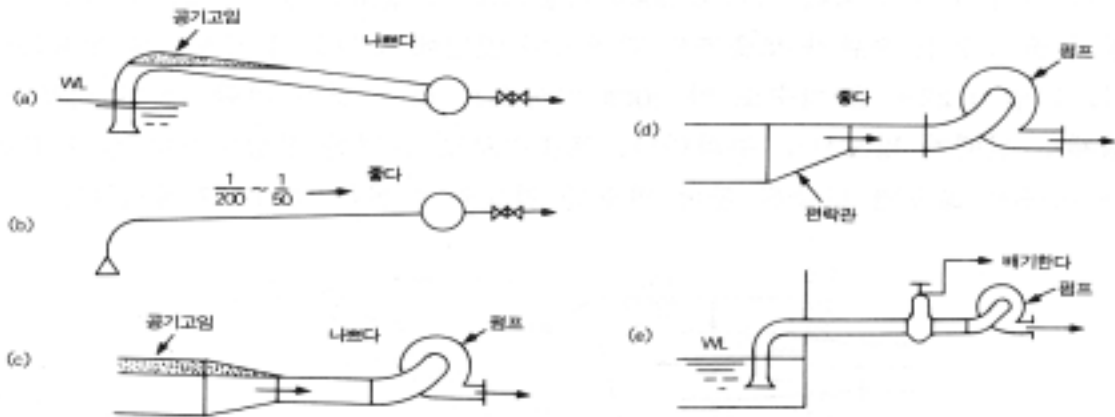 공기고임
나쁘다
WL
(a)
1/200 ~ 1/50
좋다
(b)
공기고임
나쁘다
펌프
(c)
펌프
좋다
(d)
편락관
배기한다
펌프
(e)
WL